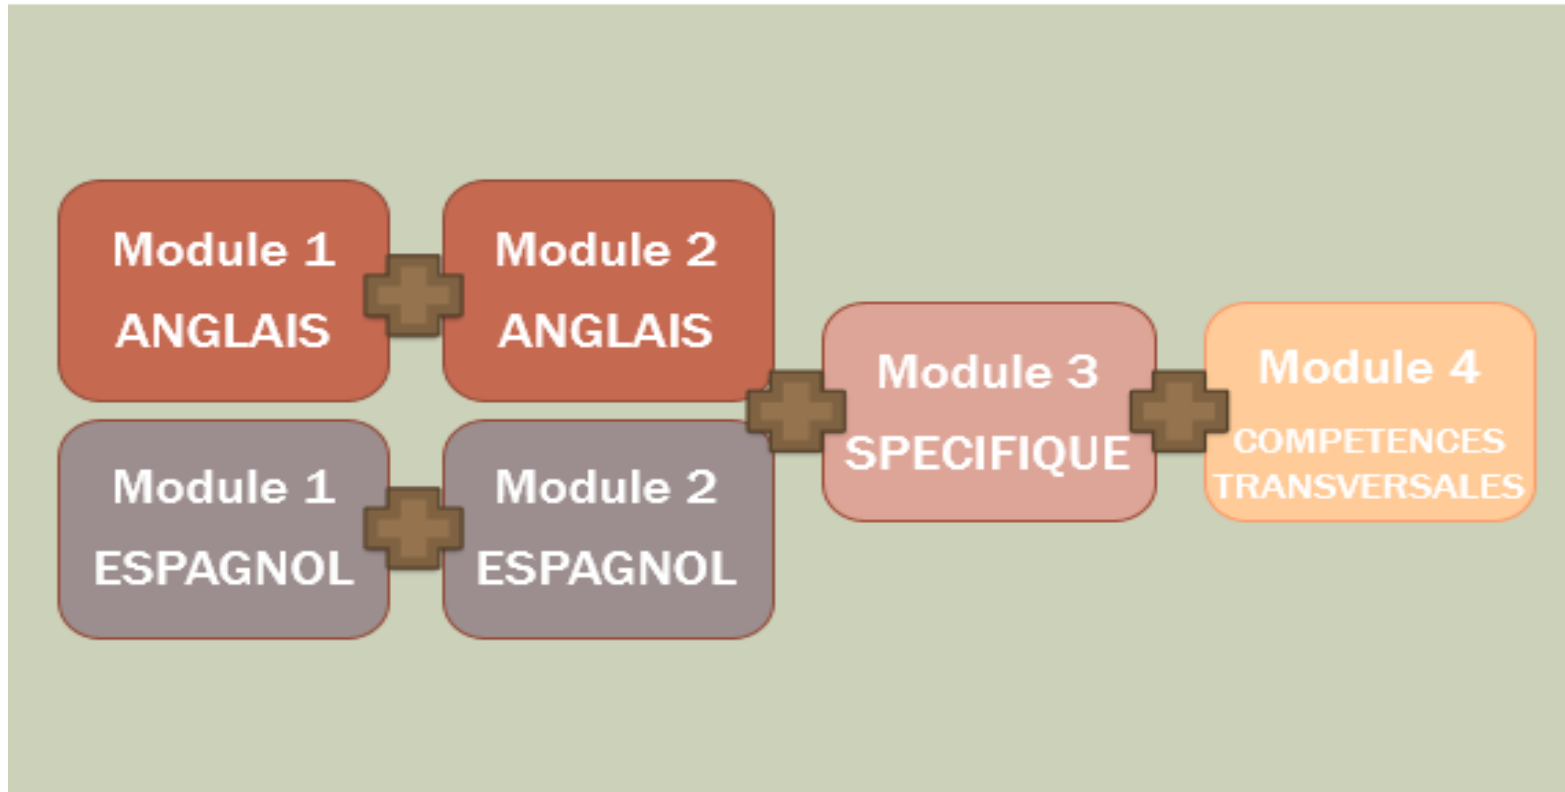 Module 1
ANGLAIS
Module 2
ANGLAIS
Module 1
ESPAGNOL
Module 2
ESPAGNOL
Module 3
SPECIFIQUE
Module 4
COMPETENCES
TRANSVERSALES